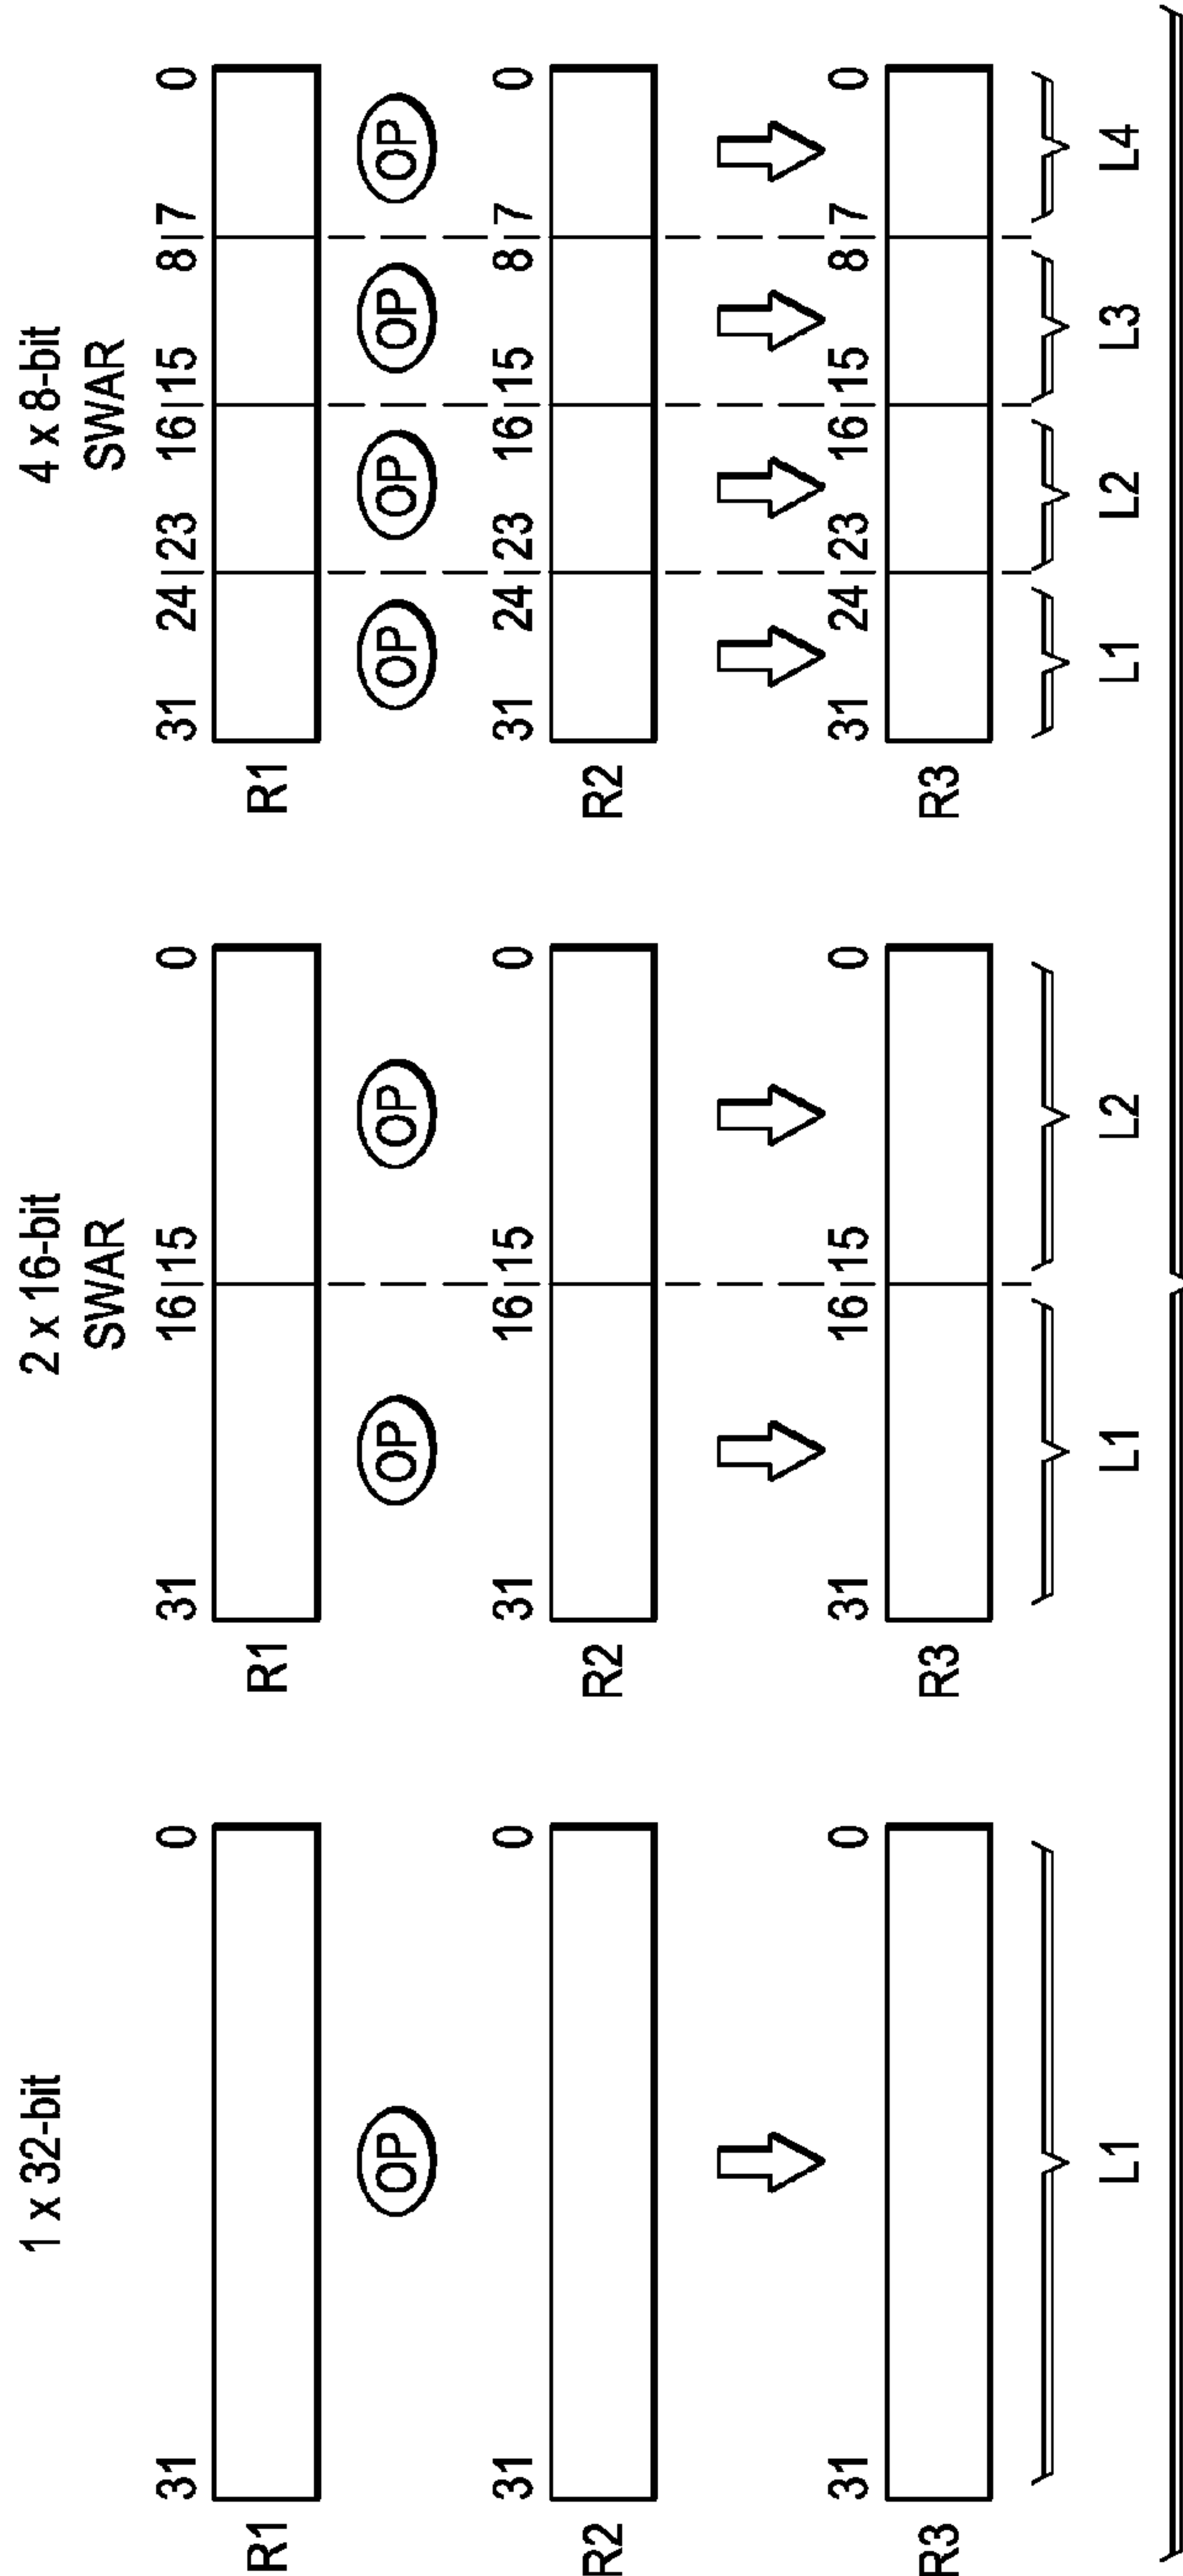 1 x 32-bit
31 0
R1
OP
31 0
R2
31 0
R3
L1
2 x 16-bit
SWAR
31 16 15 0
R1
OP OP
31 16 15 0
R2
31 16 15 0
R3
L1 L2
4 x 8-bit
SWAR
31 24 23 16 15 8 7 0
R1
OP OP OP OP
31 24 23 16 15 8 7 0
R2
31 24 23 16 15 8 7 0
R3
L1 L2 L3 L4